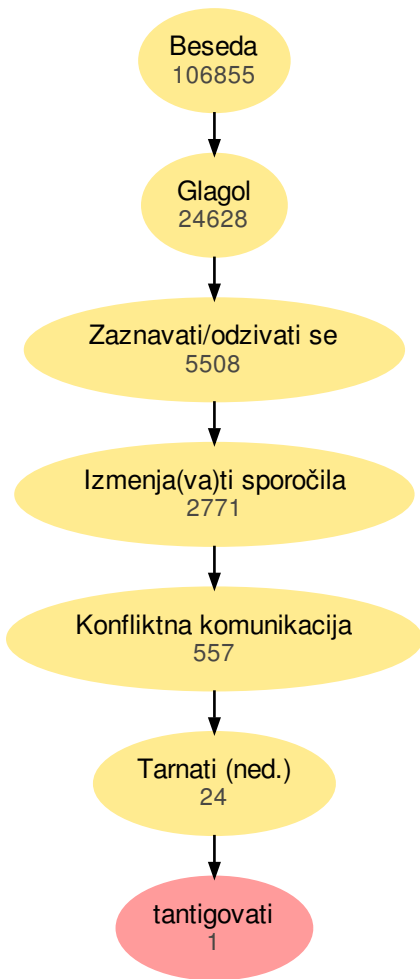 Beseda
106855
Glagol
24628
Zaznavati/odzivati se
5508
Izmenja(va)ti sporočila
2771
Konfliktna komunikacija
557
Tarnati (ned.)
24
tantigovati
1